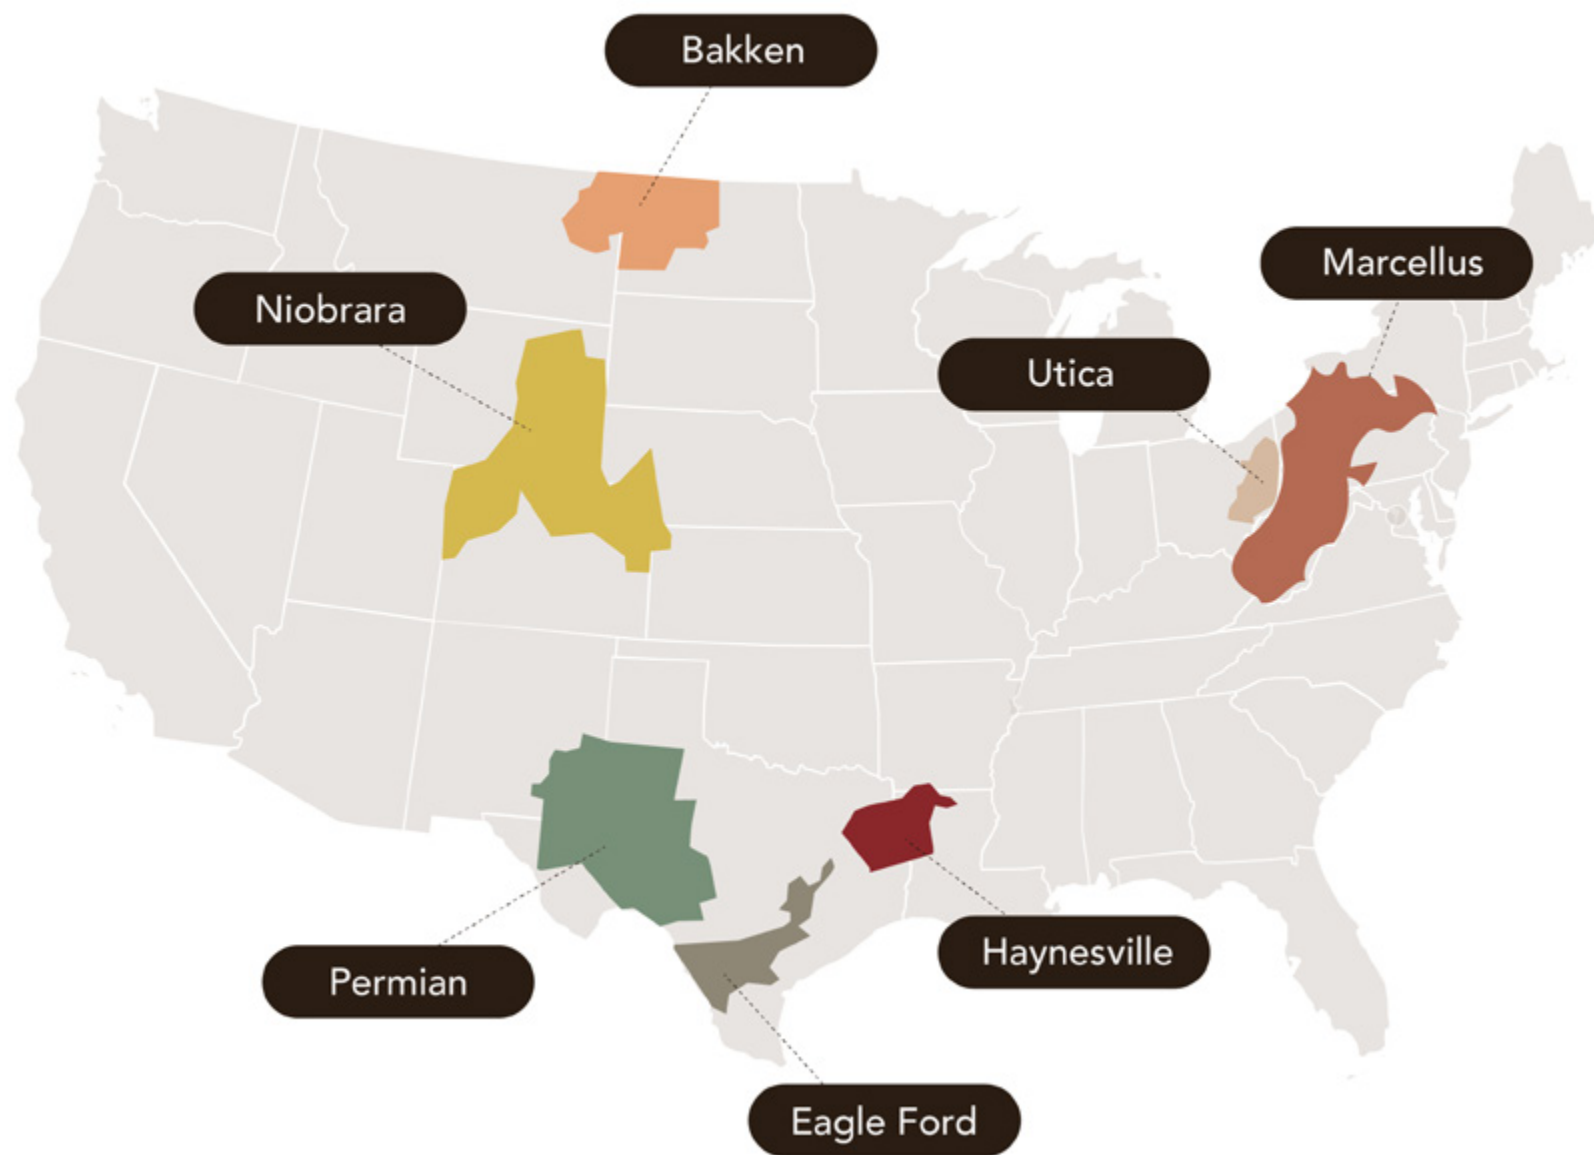 Bakken
Marcellus
Niobrara
Utica
Haynesville
Permian
Eagle Ford